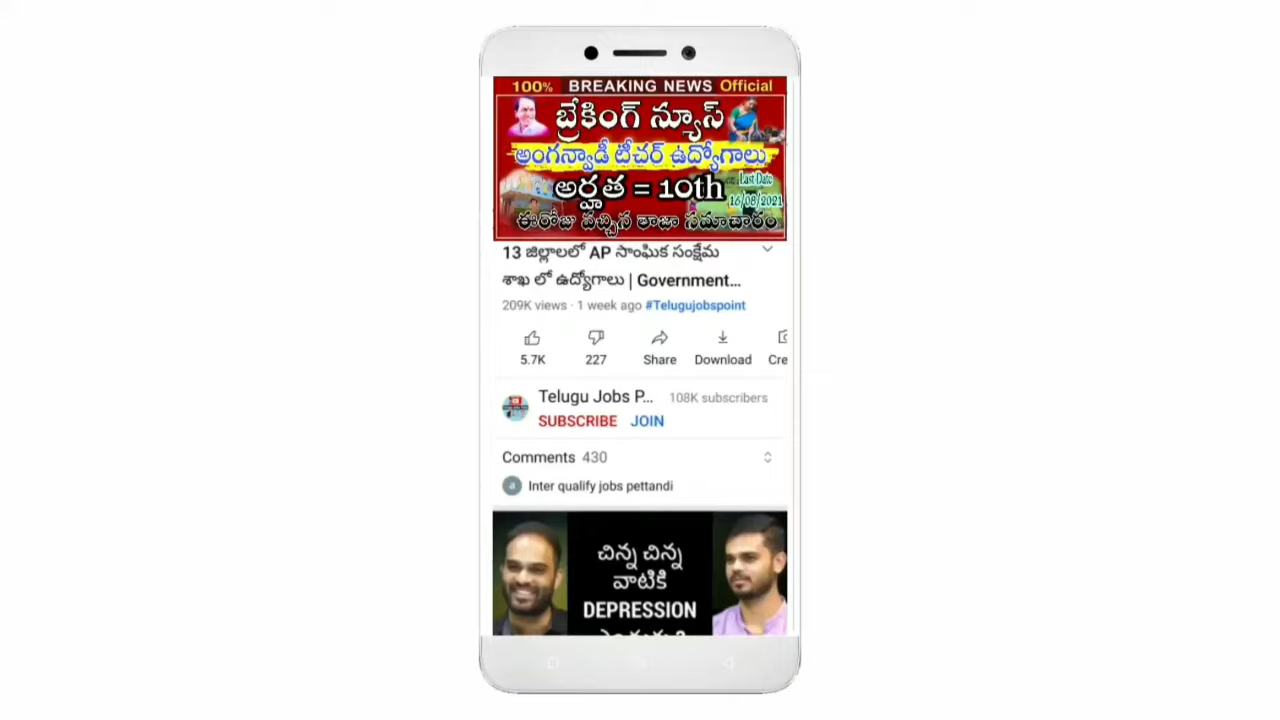 100% BREAKING NEWS Official
బ్రేకింగ్ న్యూస్
అంగన్వాడీ టీచర్ ఉద్యోగాలు
అర్హత = 10th
Last Date
16/08/2021
ఈరోజు వచ్చిన తాజా సమాచారం
13 జిల్లాలలో AP సాంఘిక సంక్షేమ
శాఖ లో ఉద్యోగాలు | Government...
209K views · 1 week ago #Telugujobspoint
5.7K 227 Share Download Cre
Telugu Jobs P... 108K subscribers
SUBSCRIBE JOIN
Comments 430
a Inter qualify jobs pettandi
చిన్న చిన్న
వాటికి
DEPRESSION